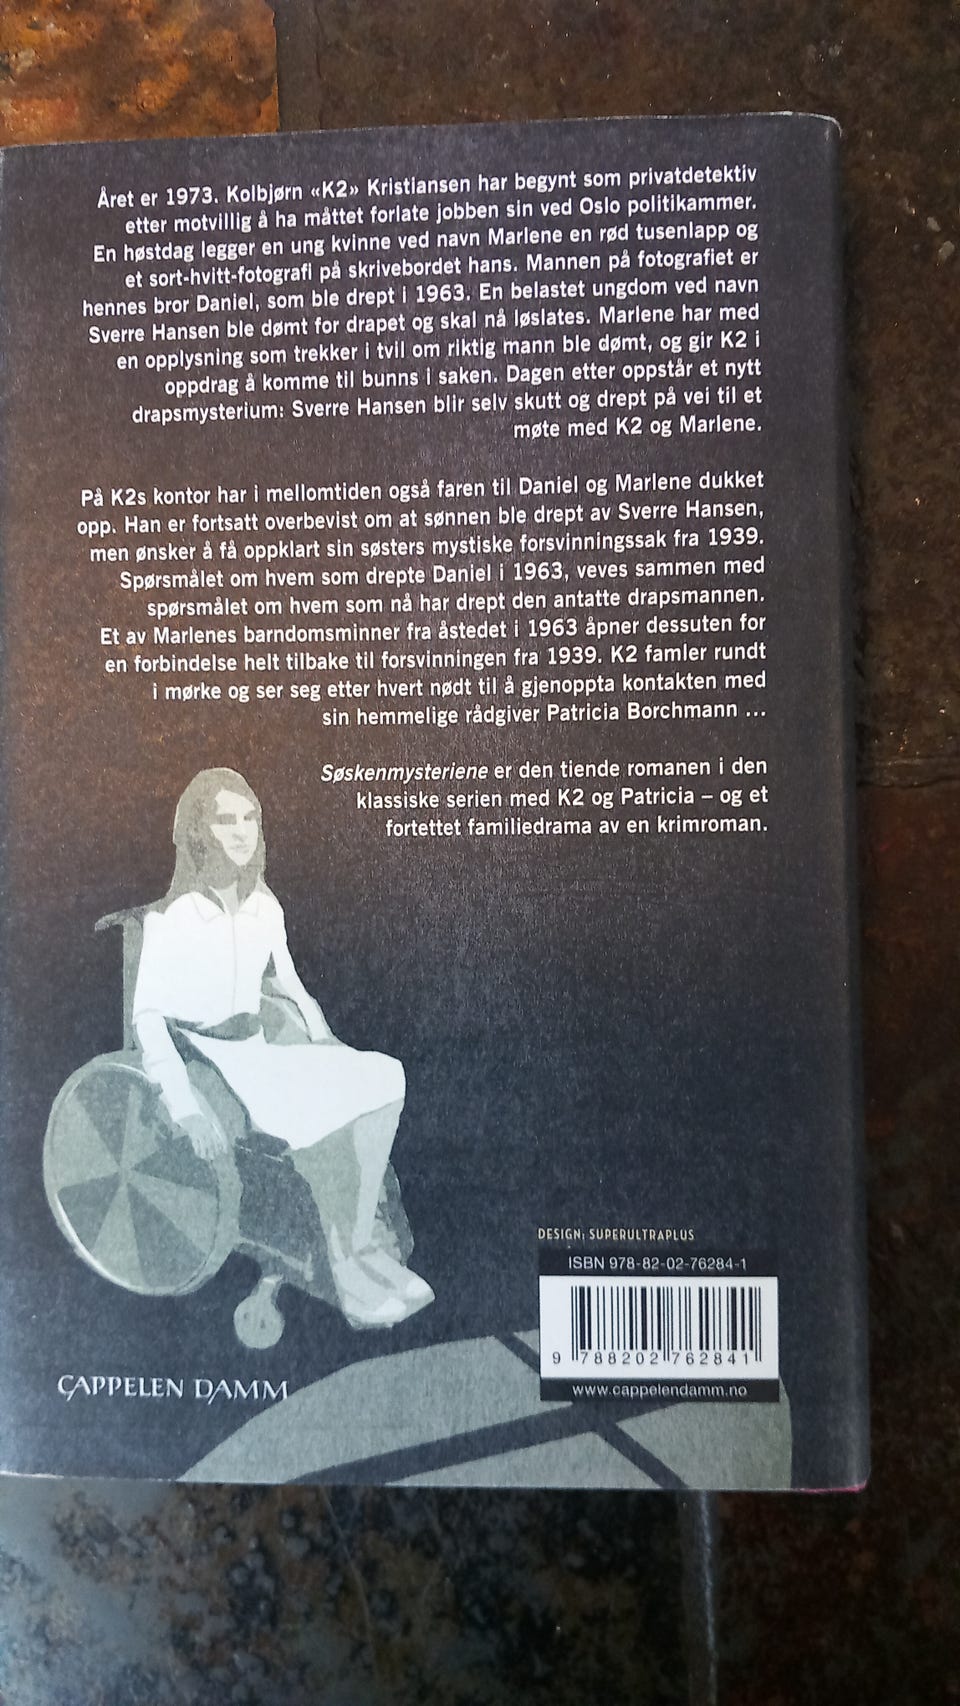 Året er 1973. Kolbjørn «K2» Kristiansen har begynt som privatdetektiv
etter motvillig å ha måttet forlate jobben sin ved Oslo politikammer.
En høstdag legger en ung kvinne ved navn Marlene en rød tusenlapp og
et sort-hvitt-fotografi på skrivebordet hans. Mannen på fotografiet er
hennes bror Daniel, som ble drept i 1963. En belastet ungdom ved navn
Sverre Hansen ble dømt for drapet og skal nå løslates. Marlene har med
en opplysning som trekker i tvil om riktig mann ble dømt, og gir K2 i
oppdrag å komme til bunns i saken. Dagen etter oppstår et nytt
drapsmysterium: Sverre Hansen blir selv skutt og drept på vei til et
møte med K2 og Marlene.
På K2s kontor har i mellomtiden også faren til Daniel og Marlene dukket
opp. Han er fortsatt overbevist om at sønnen ble drept av Sverre Hansen,
men ønsker å få oppklart sin søsters mystiske forsvinningssak fra 1939.
Spørsmålet om hvem som drepte Daniel i 1963, veves sammen med
spørsmålet om hvem som nå har drept den antatte drapsmannen.
Et av Marlenes barndomsminner fra åstedet i 1963 åpner dessuten for
en forbindelse helt tilbake til forsvinningen fra 1939. K2 famler rundt
i mørke og ser seg etter hvert nødt til å gjenoppta kontakten med
sin hemmelige rådgiver Patricia Borchmann ...
Søskenmysteriene er den tiende romanen i den
klassiske serien med K2 og Patricia – og et
fortettet familiedrama av en krimroman.
DESIGN: SUPERULTRAPLUS
ISBN 978-82-02-76284-1
9 788202 762841
www.cappelendamm.no
CAPPELEN DAMM